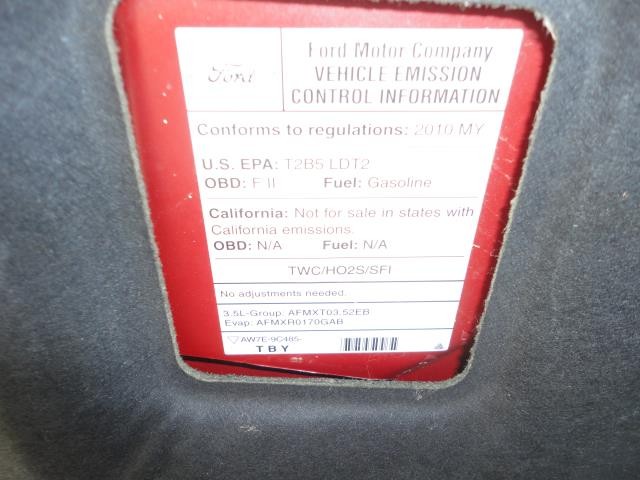 Ford
Ford Motor Company
VEHICLE EMISSION
CONTROL INFORMATION
Conforms to regulations: 2010 MY
U.S. EPA: T2B5 LDT2
OBD: F II Fuel: Gasoline
California: Not for sale in states with
California emissions.
OBD: N/A Fuel: N/A
TWC/HO2S/SFI
No adjustments needed.
3.5L-Group: AFMXT03.52EB
Evap: AFMXR0170GAB
AW7E-9C485-
TBY